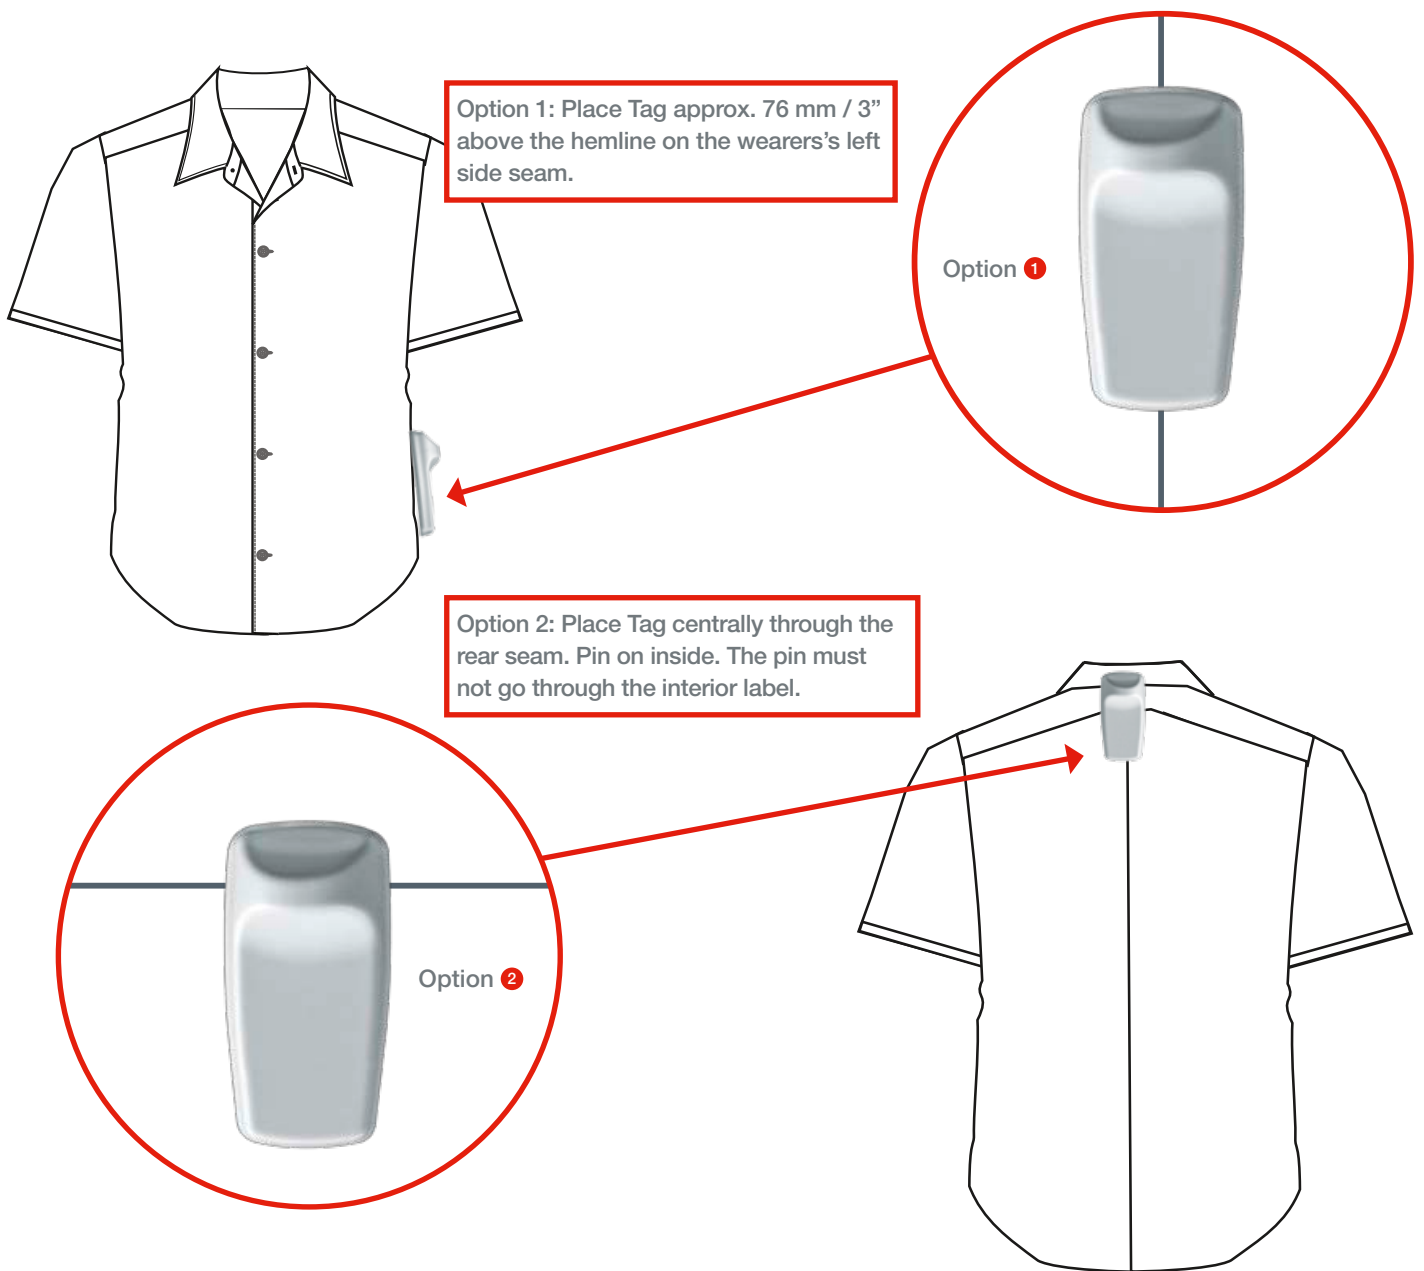 Option 1: Place Tag approx. 76 mm / 3”
above the hemline on the wearers’s left
side seam.
Option 1
Option 2: Place Tag centrally through the
rear seam. Pin on inside. The pin must
not go through the interior label.
Option 2